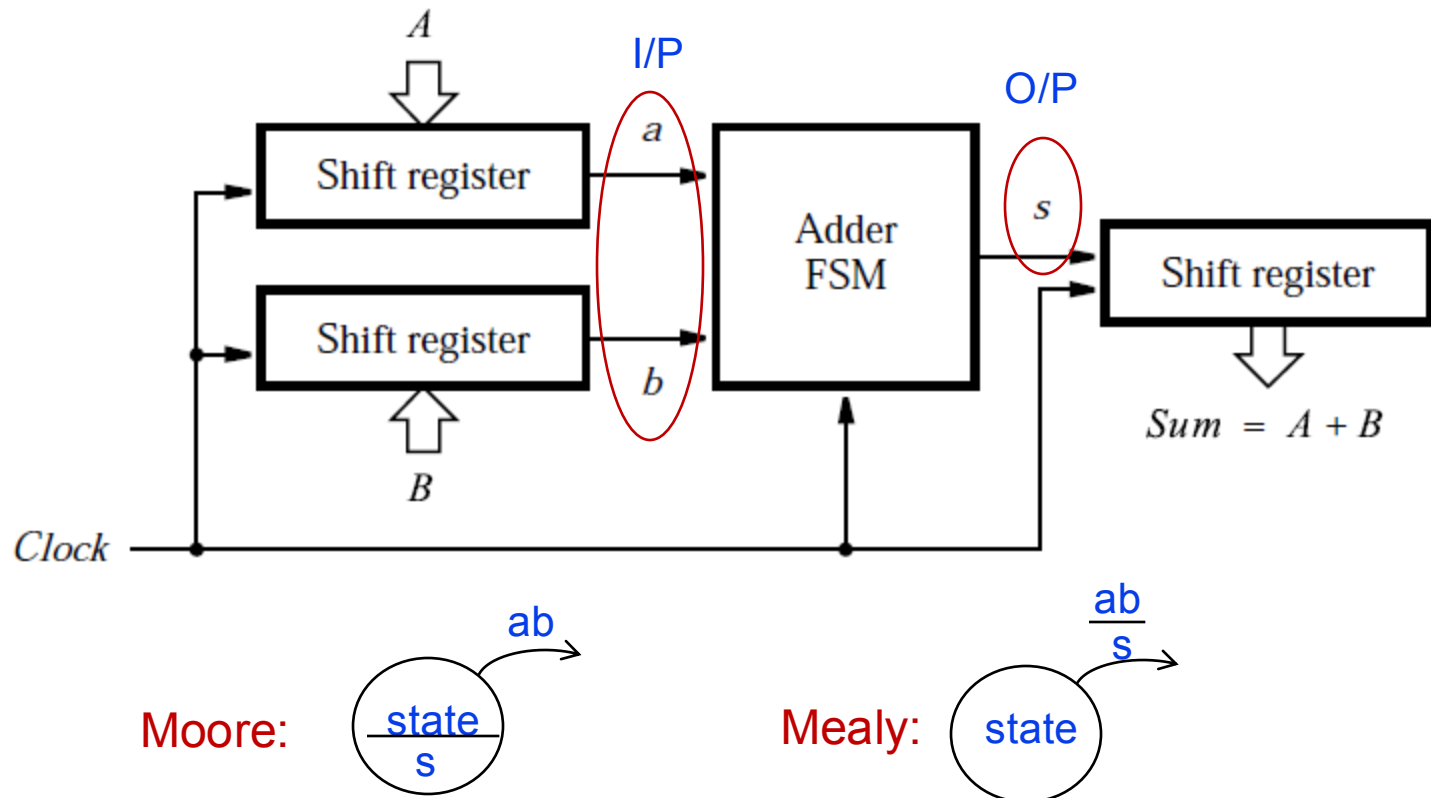 A
I/P
O/P
Shift register
a
Adder
FSM
s
Shift register
Shift register
b
B
Sum = A + B
Clock
ab
ab
s
Moore:
state
s
Mealy:
state